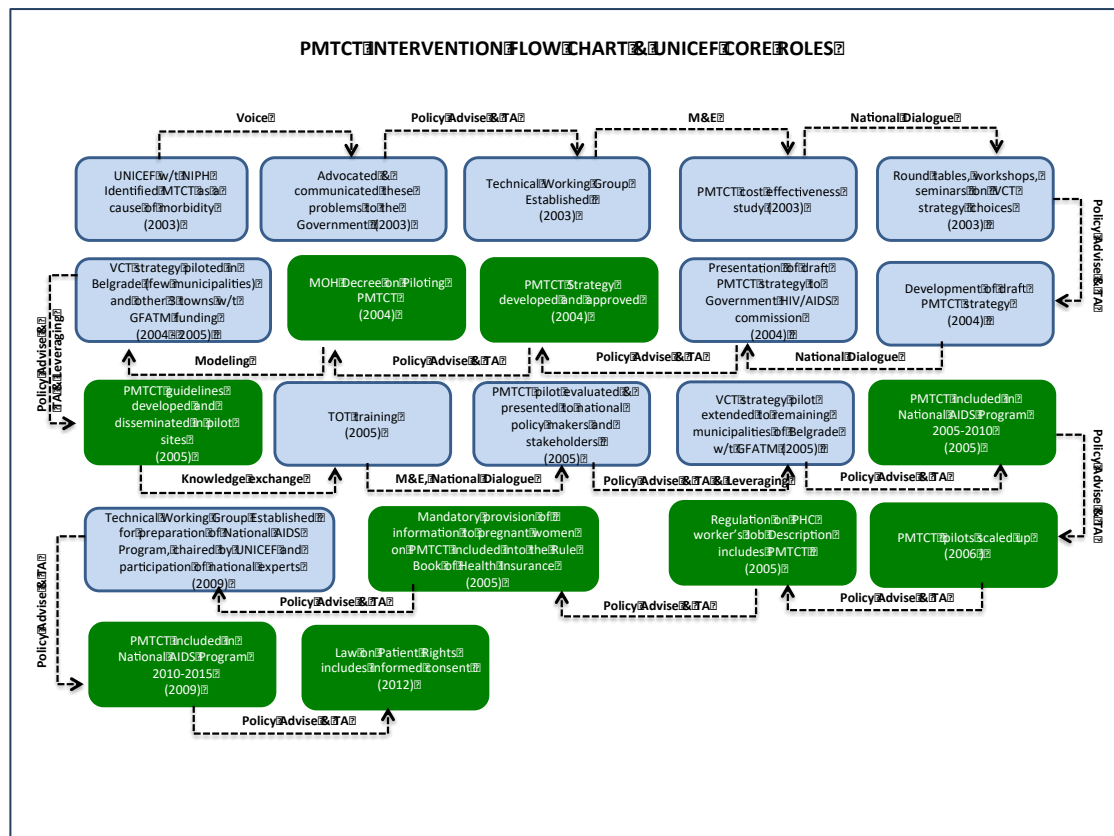 PMTCT INTERVENTION FLOW CHART & UNICEF CORE ROLES
Voice
Policy Advise & TA
M&E
National Dialogue
UNICEF w/t NIPH
Identified MTCT as a
cause of morbidity
(2003)
Advocated &
communicated these
problems to the
Government (2003)
Technical Working Group
Established
(2003)
PMTCT cost effectiveness
study (2003)
Round tables, workshops,
seminars on VCT
strategy choices
(2003)
Policy Advise & TA
Development of draft
PMTCT strategy
(2004)
National Dialogue
Presentation of draft
PMTCT strategy to
Government HIV/AIDS
commission
(2004)
Policy Advise & TA
PMTCT Strategy
developed and approved
(2004)
Policy Advise & TA
MOH Decree on Piloting
PMTCT
(2004)
Modeling
VCT strategy piloted in
Belgrade (few municipalities)
and other 3 towns w/t
GFATM funding
(2004 - 2005)
Policy Advise &
TA & Leveraging
PMTCT guidelines
developed and
disseminated in pilot
sites
(2005)
Knowledge exchange
TOT training
(2005)
M&E, National Dialogue
PMTCT pilot evaluated &
presented to national
policy makers and
stakeholders
(2005)
Policy Advise & TA & Leveraging
VCT strategy pilot
extended to remaining
municipalities of Belgrade
w/t GFATM (2005)
Policy Advise & TA
PMTCT included in
National AIDS Program
2005-2010
(2005)
Policy Advise & TA
PMTCT pilots scaled up
(2006)
Policy Advise & TA
Regulation on PHC
worker's Job Description
includes PMTCT
(2005)
Policy Advise & TA
Mandatory provision of
information to pregnant women
on PMTCT included into the Rule
Book of Health Insurance
(2005)
Policy Advise & TA
Technical Working Group Established
for preparation of National AIDS
Program, chaired by UNICEF and
participation of national experts
(2009)
Policy Advise & TA
PMTCT included in
National AIDS Program
2010-2015
(2009)
Policy Advise & TA
Law on Patient Rights
includes informed consent
(2012)